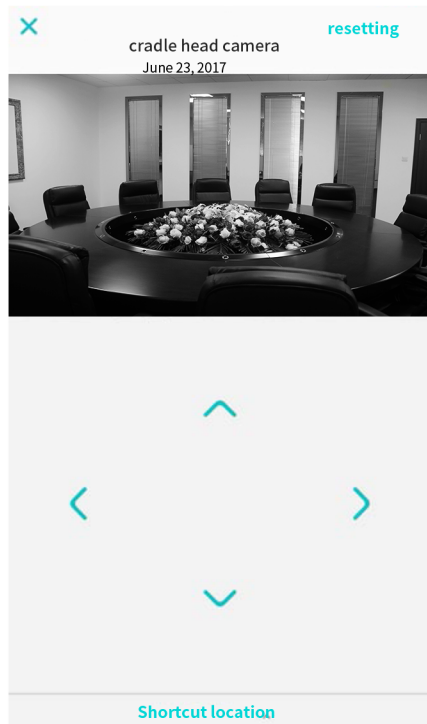 resetting
cradle head camera
June 23, 2017
Shortcut location